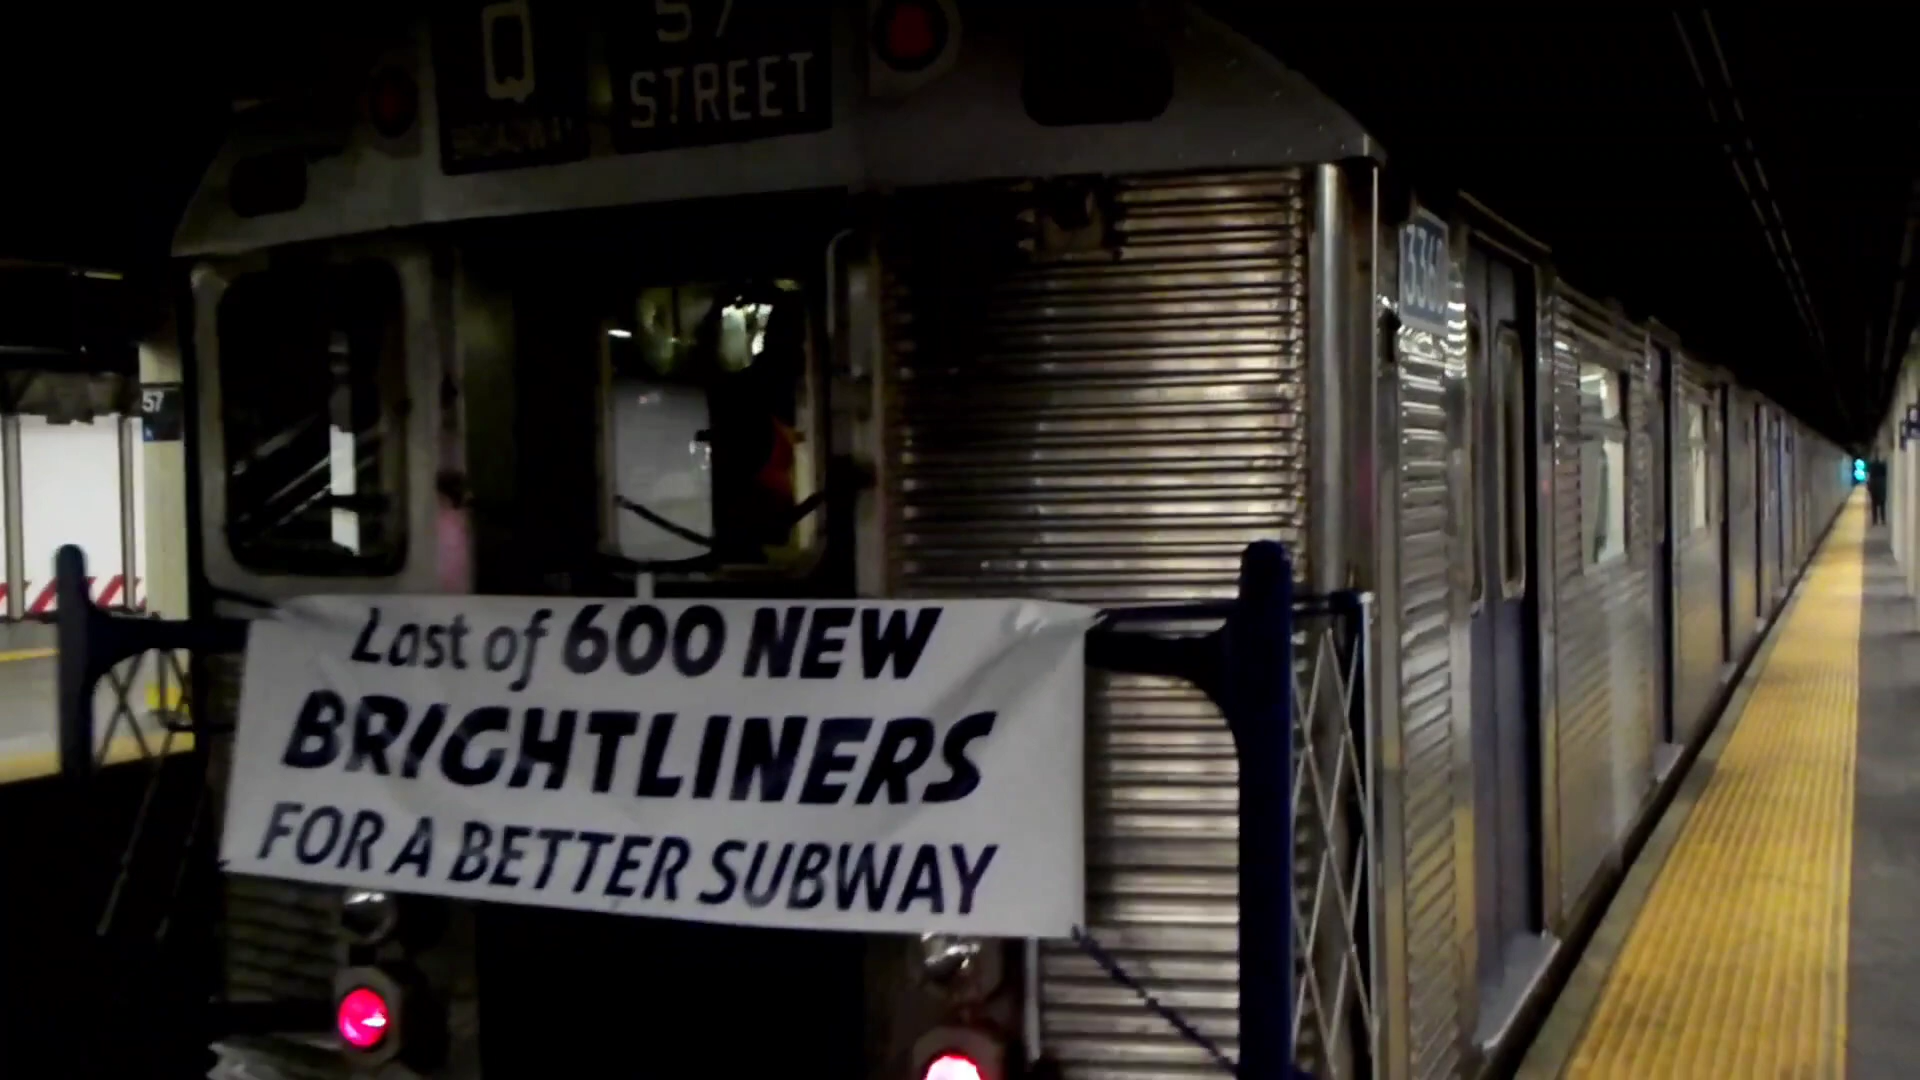 Q
BROADWAY
57
STREET
57
Last of 600 NEW
BRIGHTLINERS
FOR A BETTER SUBWAY